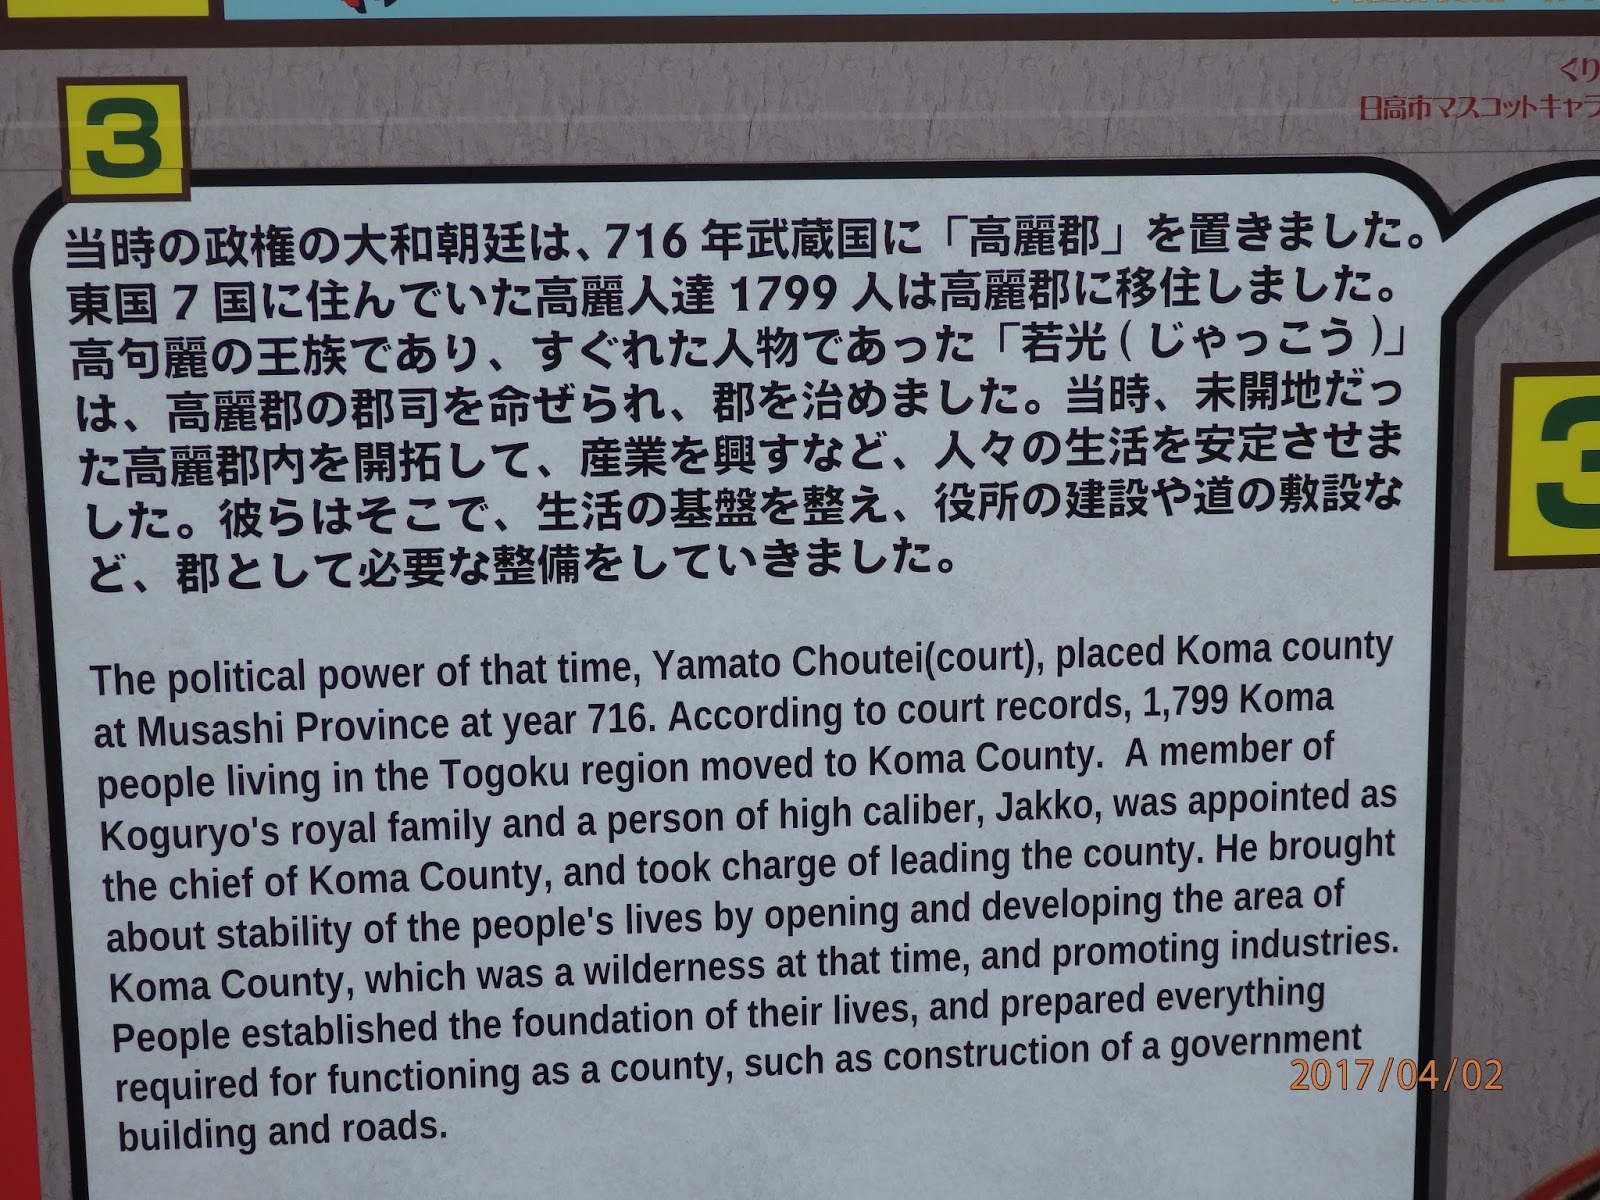 3
くり
日高市マスコットキャラ
当時の政権の大和朝廷は、716 年武蔵国に「高麗郡」を置きました。
東国 7 国に住んでいた高麗人達 1799 人は高麗郡に移住しました。
高句麗の王族であり、すぐれた人物であった「若光(じゃっこう)」
は、高麗郡の郡司を命ぜられ、郡を治めました。当時、未開地だっ
た高麗郡内を開拓して、産業を興すなど、人々の生活を安定させま
した。彼らはそこで、生活の基盤を整え、役所の建設や道の敷設な
ど、郡として必要な整備をしていきました。
The political power of that time, Yamato Choutei(court), placed Koma county
at Musashi Province at year 716. According to court records, 1,799 Koma
people living in the Togoku region moved to Koma County. A member of
Koguryo's royal family and a person of high caliber, Jakko, was appointed as
the chief of Koma County, and took charge of leading the county. He brought
about stability of the people's lives by opening and developing the area of
Koma County, which was a wilderness at that time, and promoting industries.
People established the foundation of their lives, and prepared everything
required for functioning as a county, such as construction of a government
building and roads.
3
2017/04/02